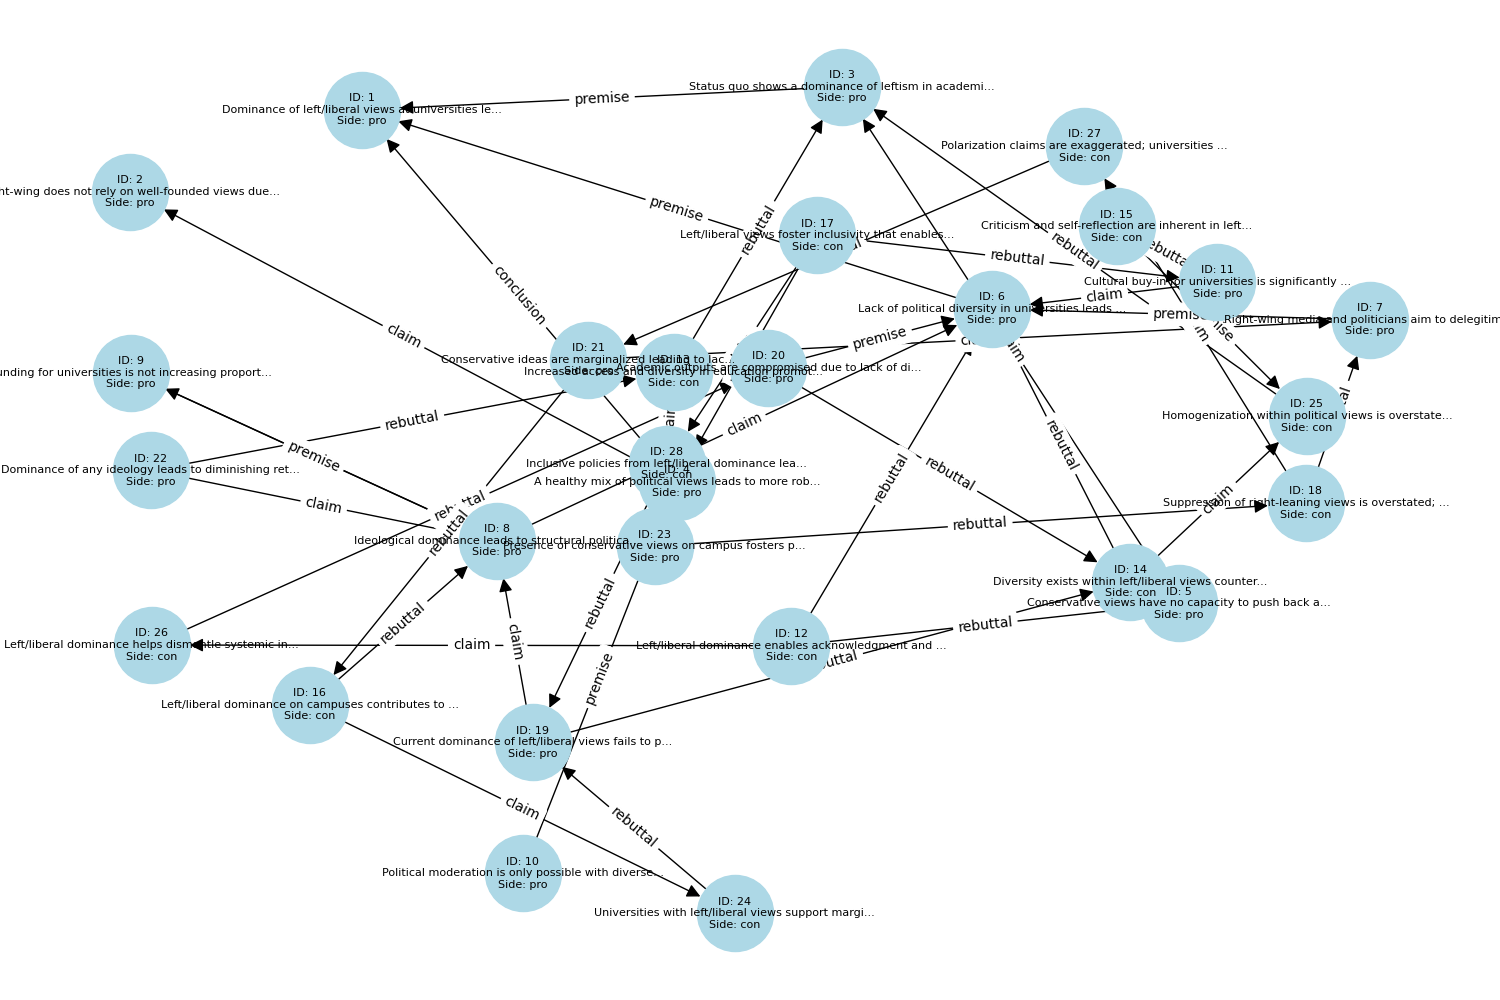 ID: 3
Status quo shows a dominance of leftism in academi...
Side: pro
ID: 1
Dominance of left/liberal views at universities le...
Side: pro
premise
ID: 27
Polarization claims are exaggerated; universities ...
Side: con
ID: 2
does not rely on well-founded views due...
Side: pro
premise
rebuttal
ID: 17
Left/liberal views foster inclusivity that enables...
Side: con
ID: 15
Criticism and self-reflection are inherent in left...
Side: con
rebuttal
rebuttal
rebuttal
ID: 11
Cultural buy-in for universities is significantly ...
Side: pro
claim
conclusion
ID: 6
Lack of political diversity in universities leads ...
Side: pro
premise
ID: 7
Right-wing media and politicians aim to
Side: pro
claim
premise
ID: 21
Conservative ideas are marginalized leading to lac...
Side: pro
ID: 13
Increased access and diversity in education promot...
Side: con
ID: 20
Academic outputs are compromised due to lack of di...
Side: pro
ID: 9
for universities is not increasing proport...
Side: pro
ID: 25
Homogenization within political views is overstate...
Side: con
rebuttal
claim
premise
rebuttal
ID: 22
Dominance of any ideology leads to diminishing ret...
Side: pro
ID: 28
Inclusive policies from left/liberal dominance lea...
Side: con
ID: 4
A healthy mix of political views leads to more rob...
Side: pro
rebuttal
rebuttal
ID: 18
Suppression of right-leaning views is overstated; ...
Side: con
claim
claim
rebuttal
rebuttal
rebuttal
ID: 8
Ideological dominance leads to structural politica
Side: pro
ID: 23
Presence of conservative views on campus fosters p...
Side: pro
ID: 14
Diversity exists within left/liberal views counter...
Side: con
ID: 5
Conservative views have no capacity to push back a...
Side: pro
rebuttal
rebuttal
rebuttal
claim
ID: 26
Left/liberal dominance helps dismantle systemic in...
Side: con
claim
ID: 12
Left/liberal dominance enables acknowledgment and ...
Side: con
premise
ID: 16
Left/liberal dominance on campuses contributes to ...
Side: con
ID: 19
Current dominance of left/liberal views fails to p...
Side: pro
claim
rebuttal
ID: 10
Political moderation is only possible with diverse...
Side: pro
ID: 24
Universities with left/liberal views support margi...
Side: con